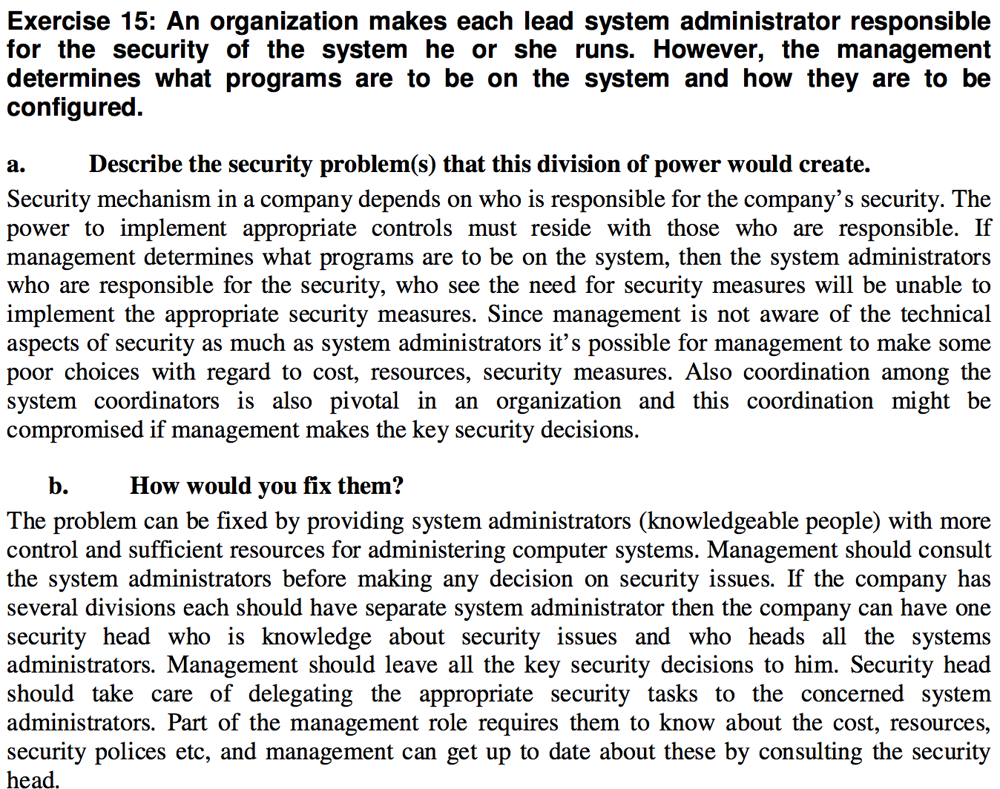 Exercise 15: An organization makes each lead system administrator responsible
for the security of the system he or she runs. However, the management
determines what programs are to be on the system and how they are to be
configured.
a. Describe the security problem(s) that this division of power would create.
Security mechanism in a company depends on who is responsible for the company’s security. The
power to implement appropriate controls must reside with those who are responsible. If
management determines what programs are to be on the system, then the system administrators
who are responsible for the security, who see the need for security measures will be unable to
implement the appropriate security measures. Since management is not aware of the technical
aspects of security as much as system administrators it’s possible for management to make some
poor choices with regard to cost, resources, security measures. Also coordination among the
system coordinators is also pivotal in an organization and this coordination might be
compromised if management makes the key security decisions.
b. How would you fix them?
The problem can be fixed by providing system administrators (knowledgeable people) with more
control and sufficient resources for administering computer systems. Management should consult
the system administrators before making any decision on security issues. If the company has
several divisions each should have separate system administrator then the company can have one
security head who is knowledge about security issues and who heads all the systems
administrators. Management should leave all the key security decisions to him. Security head
should take care of delegating the appropriate security tasks to the concerned system
administrators. Part of the management role requires them to know about the cost, resources,
security polices etc, and management can get up to date about these by consulting the security
head.